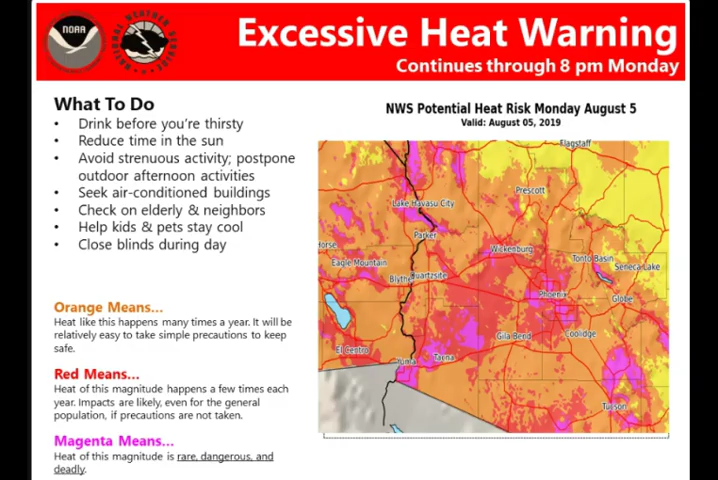 NOAA
NATIONAL WEATHER SERVICE
Excessive Heat Warning
Continues through 8 pm Monday
What To Do
• Drink before you're thirsty
• Reduce time in the sun
• Avoid strenuous activity; postpone
outdoor afternoon activities
• Seek air-conditioned buildings
• Check on elderly & neighbors
• Help kids & pets stay cool
• Close blinds during day
Orange Means...
Heat like this happens many times a year. It will be
relatively easy to take simple precautions to keep
safe.
Red Means...
Heat of this magnitude happens a few times each
year. Impacts are likely, even for the general
population, if precautions are not taken.
Magenta Means...
Heat of this magnitude is rare, dangerous, and
deadly.
NWS Potential Heat Risk Monday August 5
Valid: August 05, 2019
Flagstaff
Prescott
Lake Havasu City
Parker
Wickenburg
Horse
Eagle Mountain
Tonto Basin
Seneca Lake
Blythe
Quartzsite
Phoenix
Globe
Gila Bend
Coolidge
El Centro
Yuma
Tacna
Tucson